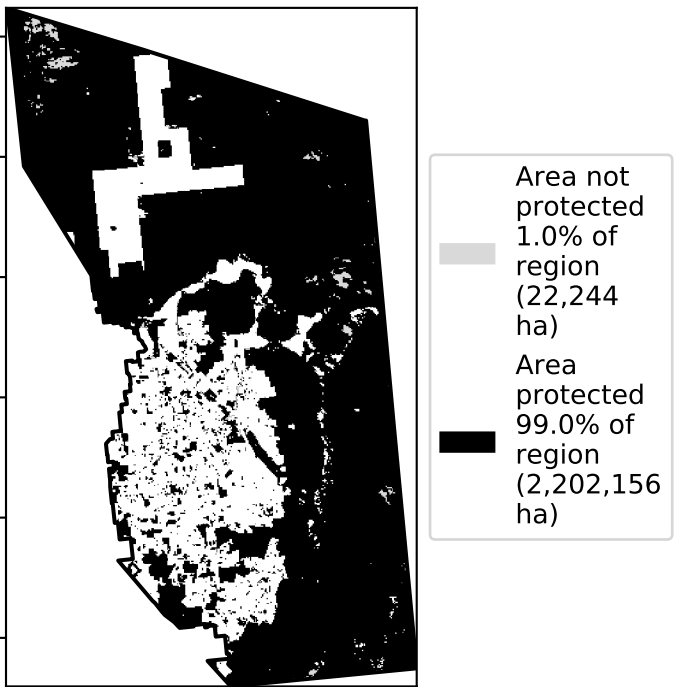 Area not
protected
1.0% of
region
(22,244
ha)
Area
protected
99.0% of
region
(2,202,156
ha)